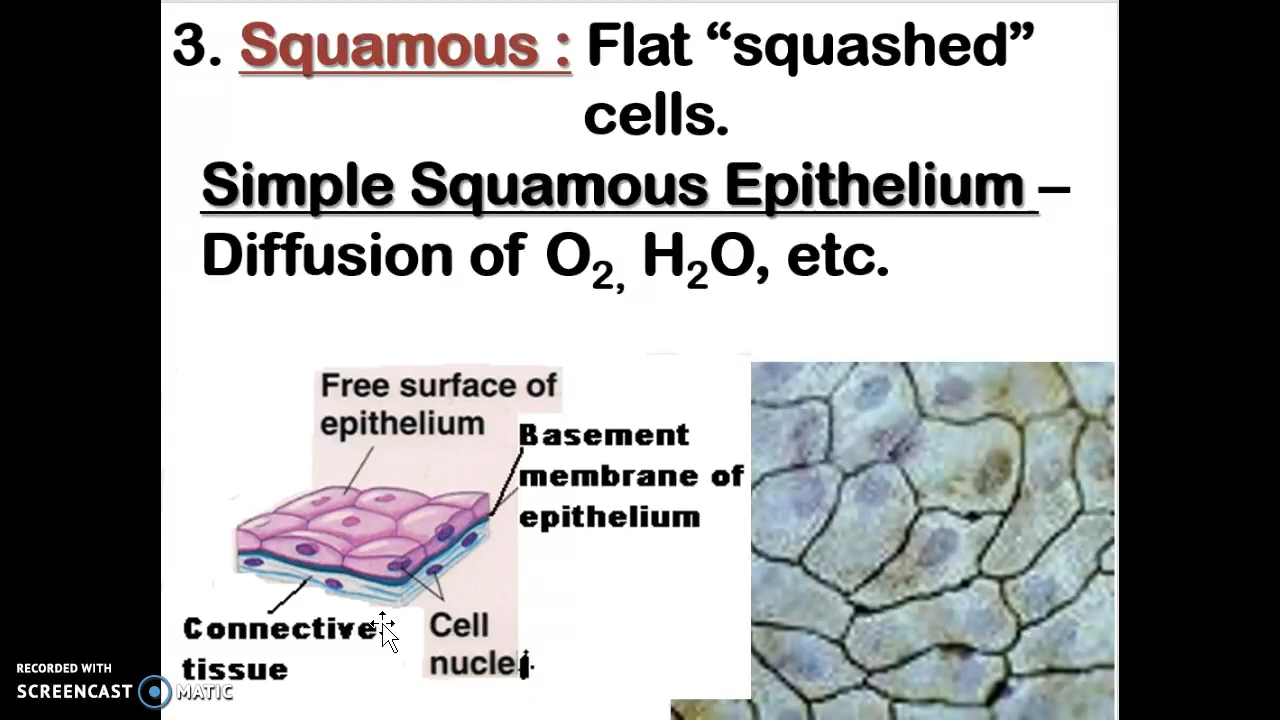 3. Squamous : Flat “squashed”
cells.
Simple Squamous Epithelium –
Diffusion of O₂, H₂O, etc.
Free surface of
epithelium
Basement
membrane of
epithelium
Connective
tissue
Cell
nuclei
RECORDED WITH
SCREENCAST MATIC